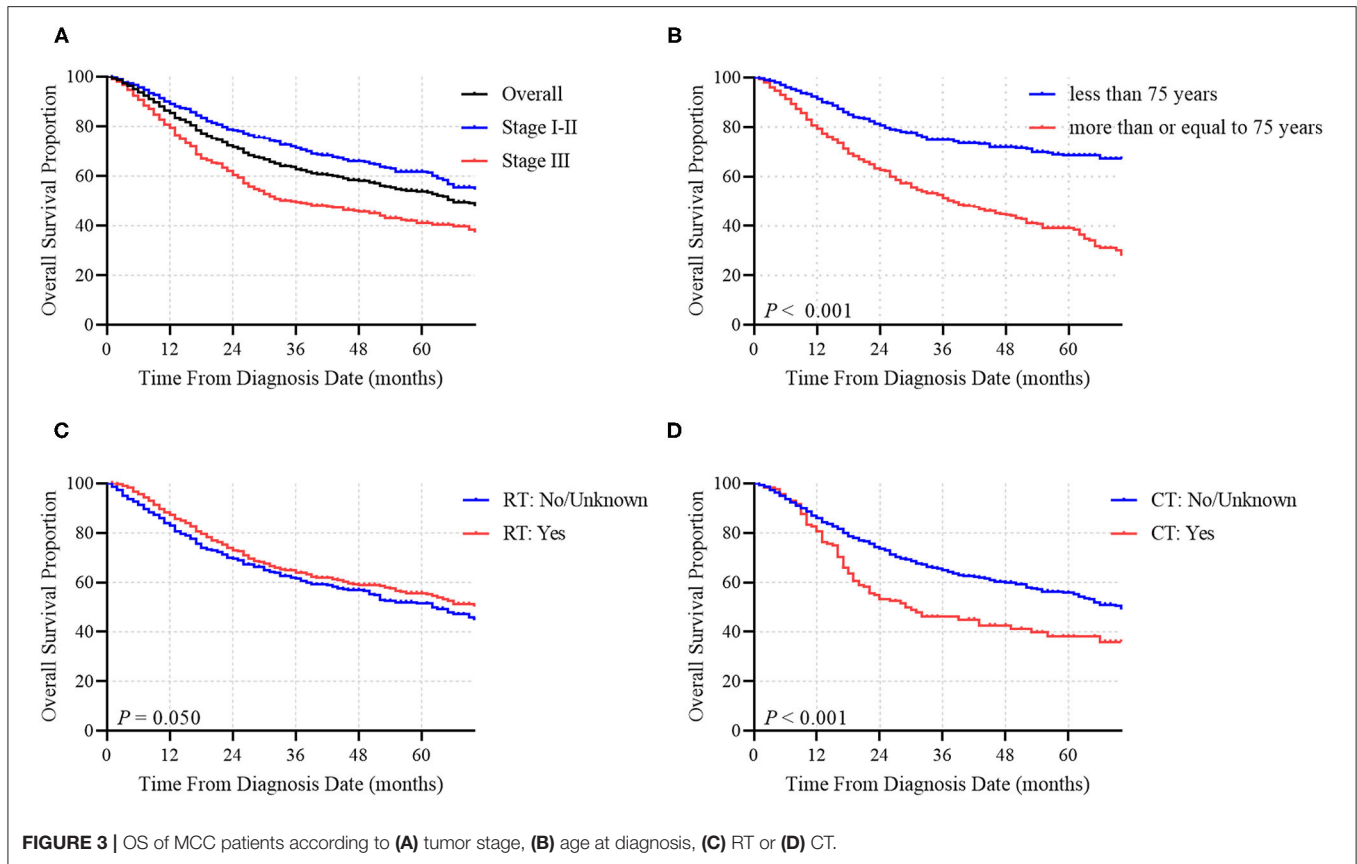 A
Overall Survival Proportion
100
80
60
40
20
0
0 12 24 36 48 60
Time From Diagnosis Date (months)
Overall
Stage I-II
Stage III
B
Overall Survival Proportion
100
80
60
40
20
0
P < 0.001
0 12 24 36 48 60
Time From Diagnosis Date (months)
less than 75 years
more than or equal to 75 years
C
Overall Survival Proportion
100
80
60
40
20
0
P = 0.050
0 12 24 36 48 60
Time From Diagnosis Date (months)
RT: No/Unknown
RT: Yes
D
Overall Survival Proportion
100
80
60
40
20
0
P < 0.001
0 12 24 36 48 60
Time From Diagnosis Date (months)
CT: No/Unknown
CT: Yes
FIGURE 3 | OS of MCC patients according to (A) tumor stage, (B) age at diagnosis, (C) RT or (D) CT.